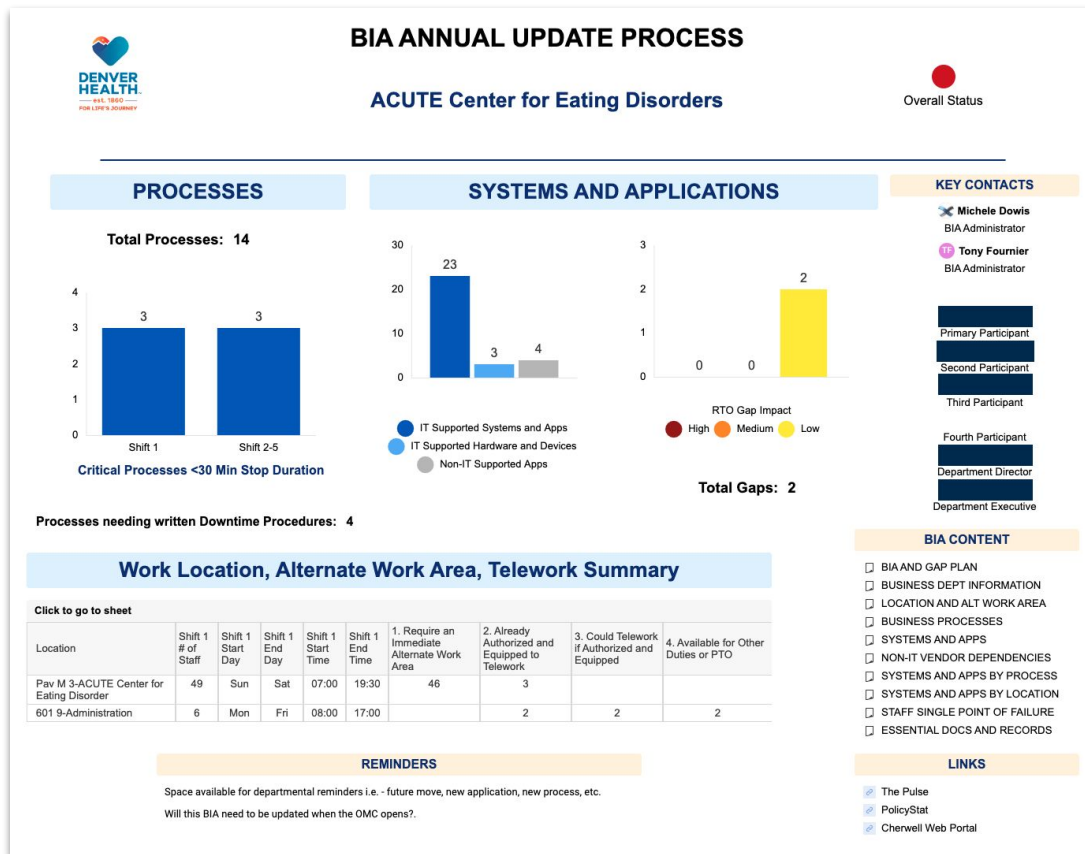 BIA ANNUAL UPDATE PROCESS
DENVER
HEALTH
est. 1860
FOR LIFE'S JOURNEY
ACUTE Center for Eating Disorders
Overall Status
PROCESSES
Total Processes: 14
4
3
2
1
0
3
3
Shift 1
Shift 2-5
Critical Processes <30 Min Stop Duration
Processes needing written Downtime Procedures: 4
SYSTEMS AND APPLICATIONS
30
20
10
0
23
3
4
IT Supported Systems and Apps
IT Supported Hardware and Devices
Non-IT Supported Apps
3
2
1
0
0
0
2
RTO Gap Impact
High Medium Low
Total Gaps: 2
KEY CONTACTS
Michele Dowis
BIA Administrator
TF Tony Fournier
BIA Administrator
Primary Participant
Second Participant
Third Participant
Fourth Participant
Department Director
Department Executive
Work Location, Alternate Work Area, Telework Summary
Click to go to sheet
Location
Shift 1 # of Staff
Shift 1 Start Day
Shift 1 End Day
Shift 1 Start Time
Shift 1 End Time
1. Require an Immediate Alternate Work Area
2. Already Authorized and Equipped to Telework
3. Could Telework if Authorized and Equipped
4. Available for Other Duties or PTO
Pav M 3-ACUTE Center for Eating Disorder 49 Sun Sat 07:00 19:30 46 3
601 9-Administration 6 Mon Fri 08:00 17:00 2 2 2
BIA CONTENT
BIA AND GAP PLAN
BUSINESS DEPT INFORMATION
LOCATION AND ALT WORK AREA
BUSINESS PROCESSES
SYSTEMS AND APPS
NON-IT VENDOR DEPENDENCIES
SYSTEMS AND APPS BY PROCESS
SYSTEMS AND APPS BY LOCATION
STAFF SINGLE POINT OF FAILURE
ESSENTIAL DOCS AND RECORDS
REMINDERS
Space available for departmental reminders i.e. - future move, new application, new process, etc.
Will this BIA need to be updated when the OMC opens?.
LINKS
The Pulse
PolicyStat
Cherwell Web Portal